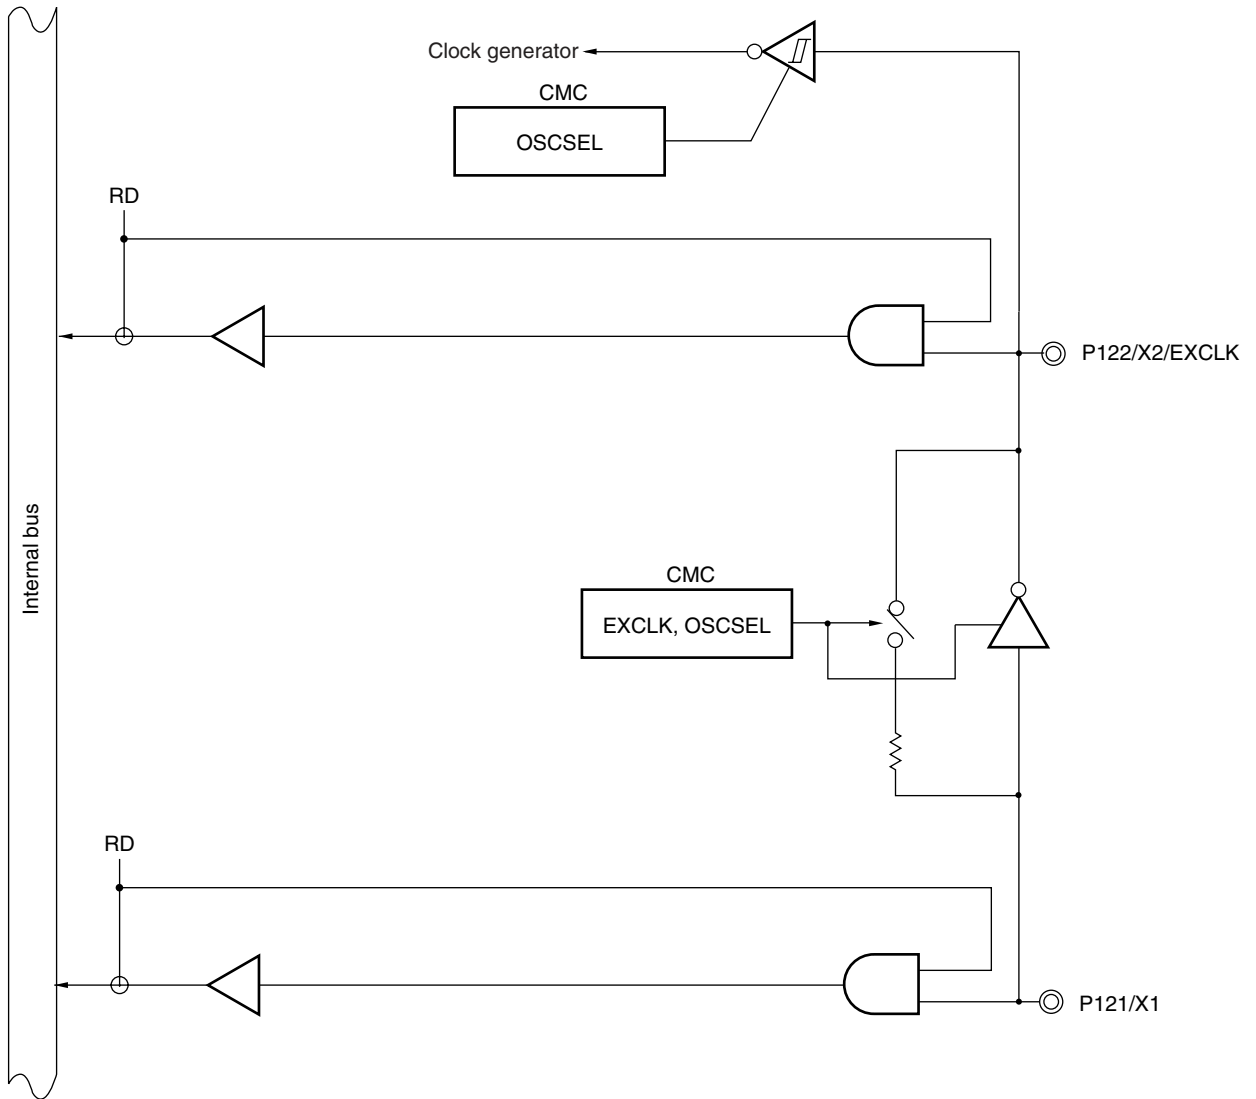 Clock generator
CMC
OSCSEL
RD
P122/X2/EXCLK
Internal bus
CMC
EXCLK, OSCSEL
RD
P121/X1